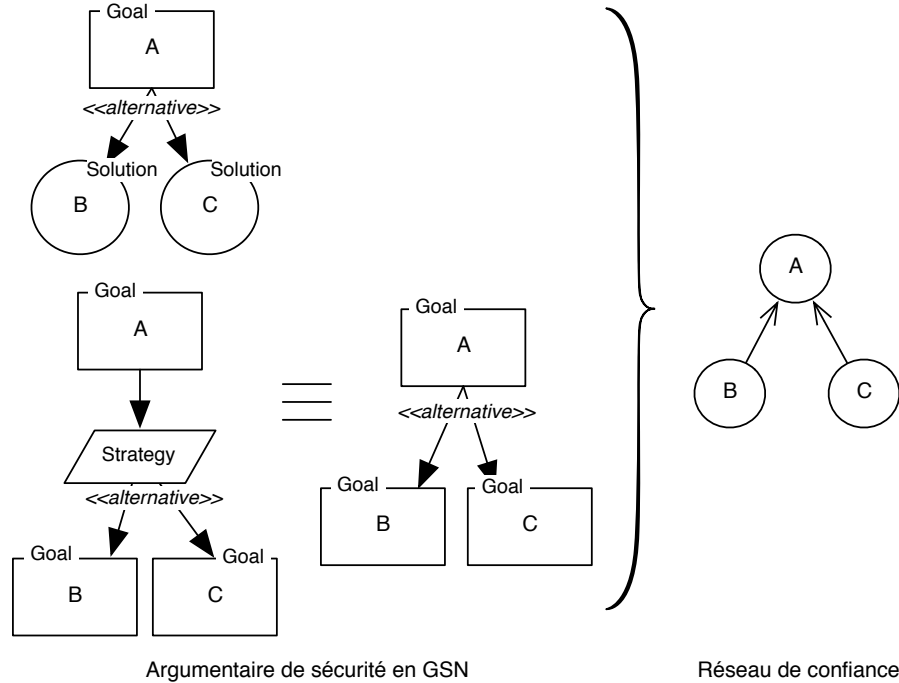 Goal
A
<<alternative>>
Solution
B
Solution
C
Goal
A
Strategy
<<alternative>>
Goal
B
Goal
C
Goal
A
<<alternative>>
Goal
B
Goal
C
A
B
C
Argumentaire de sécurité en GSN
Réseau de confiance